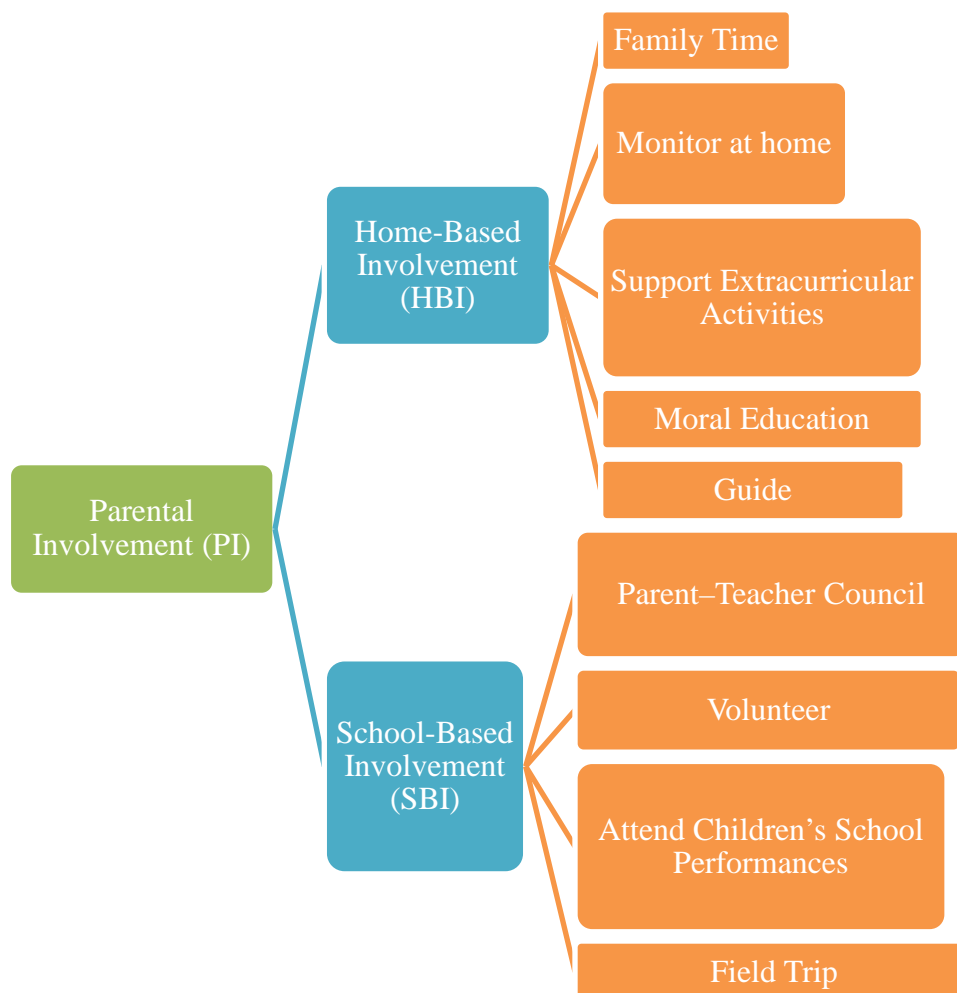 Parental
Involvement (PI)
Home-Based
Involvement
(HBI)
Family Time
Monitor at home
Support Extracurricular
Activities
Moral Education
Guide
School-Based
Involvement
(SBI)
Parent–Teacher Council
Volunteer
Attend Children’s School
Performances
Field Trip